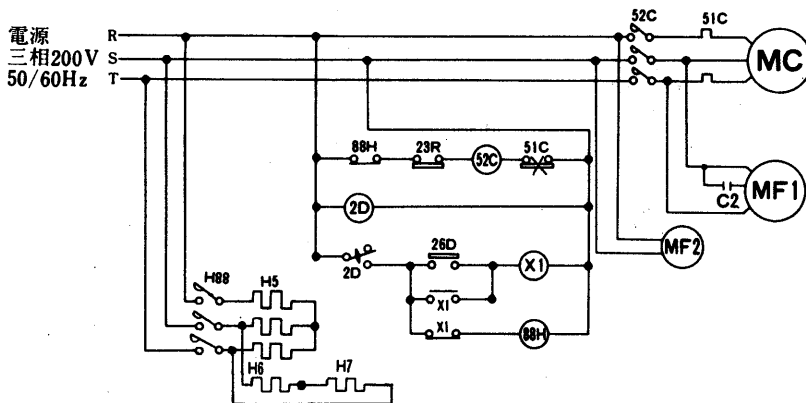 電源 R
三相200V S
50/60Hz T
52C 51C
MC
88H 23R 52C 51C
2D
C2 MF1
2D 26D X1 MF2
X1
X1 88H
H88 H5
H6 H7